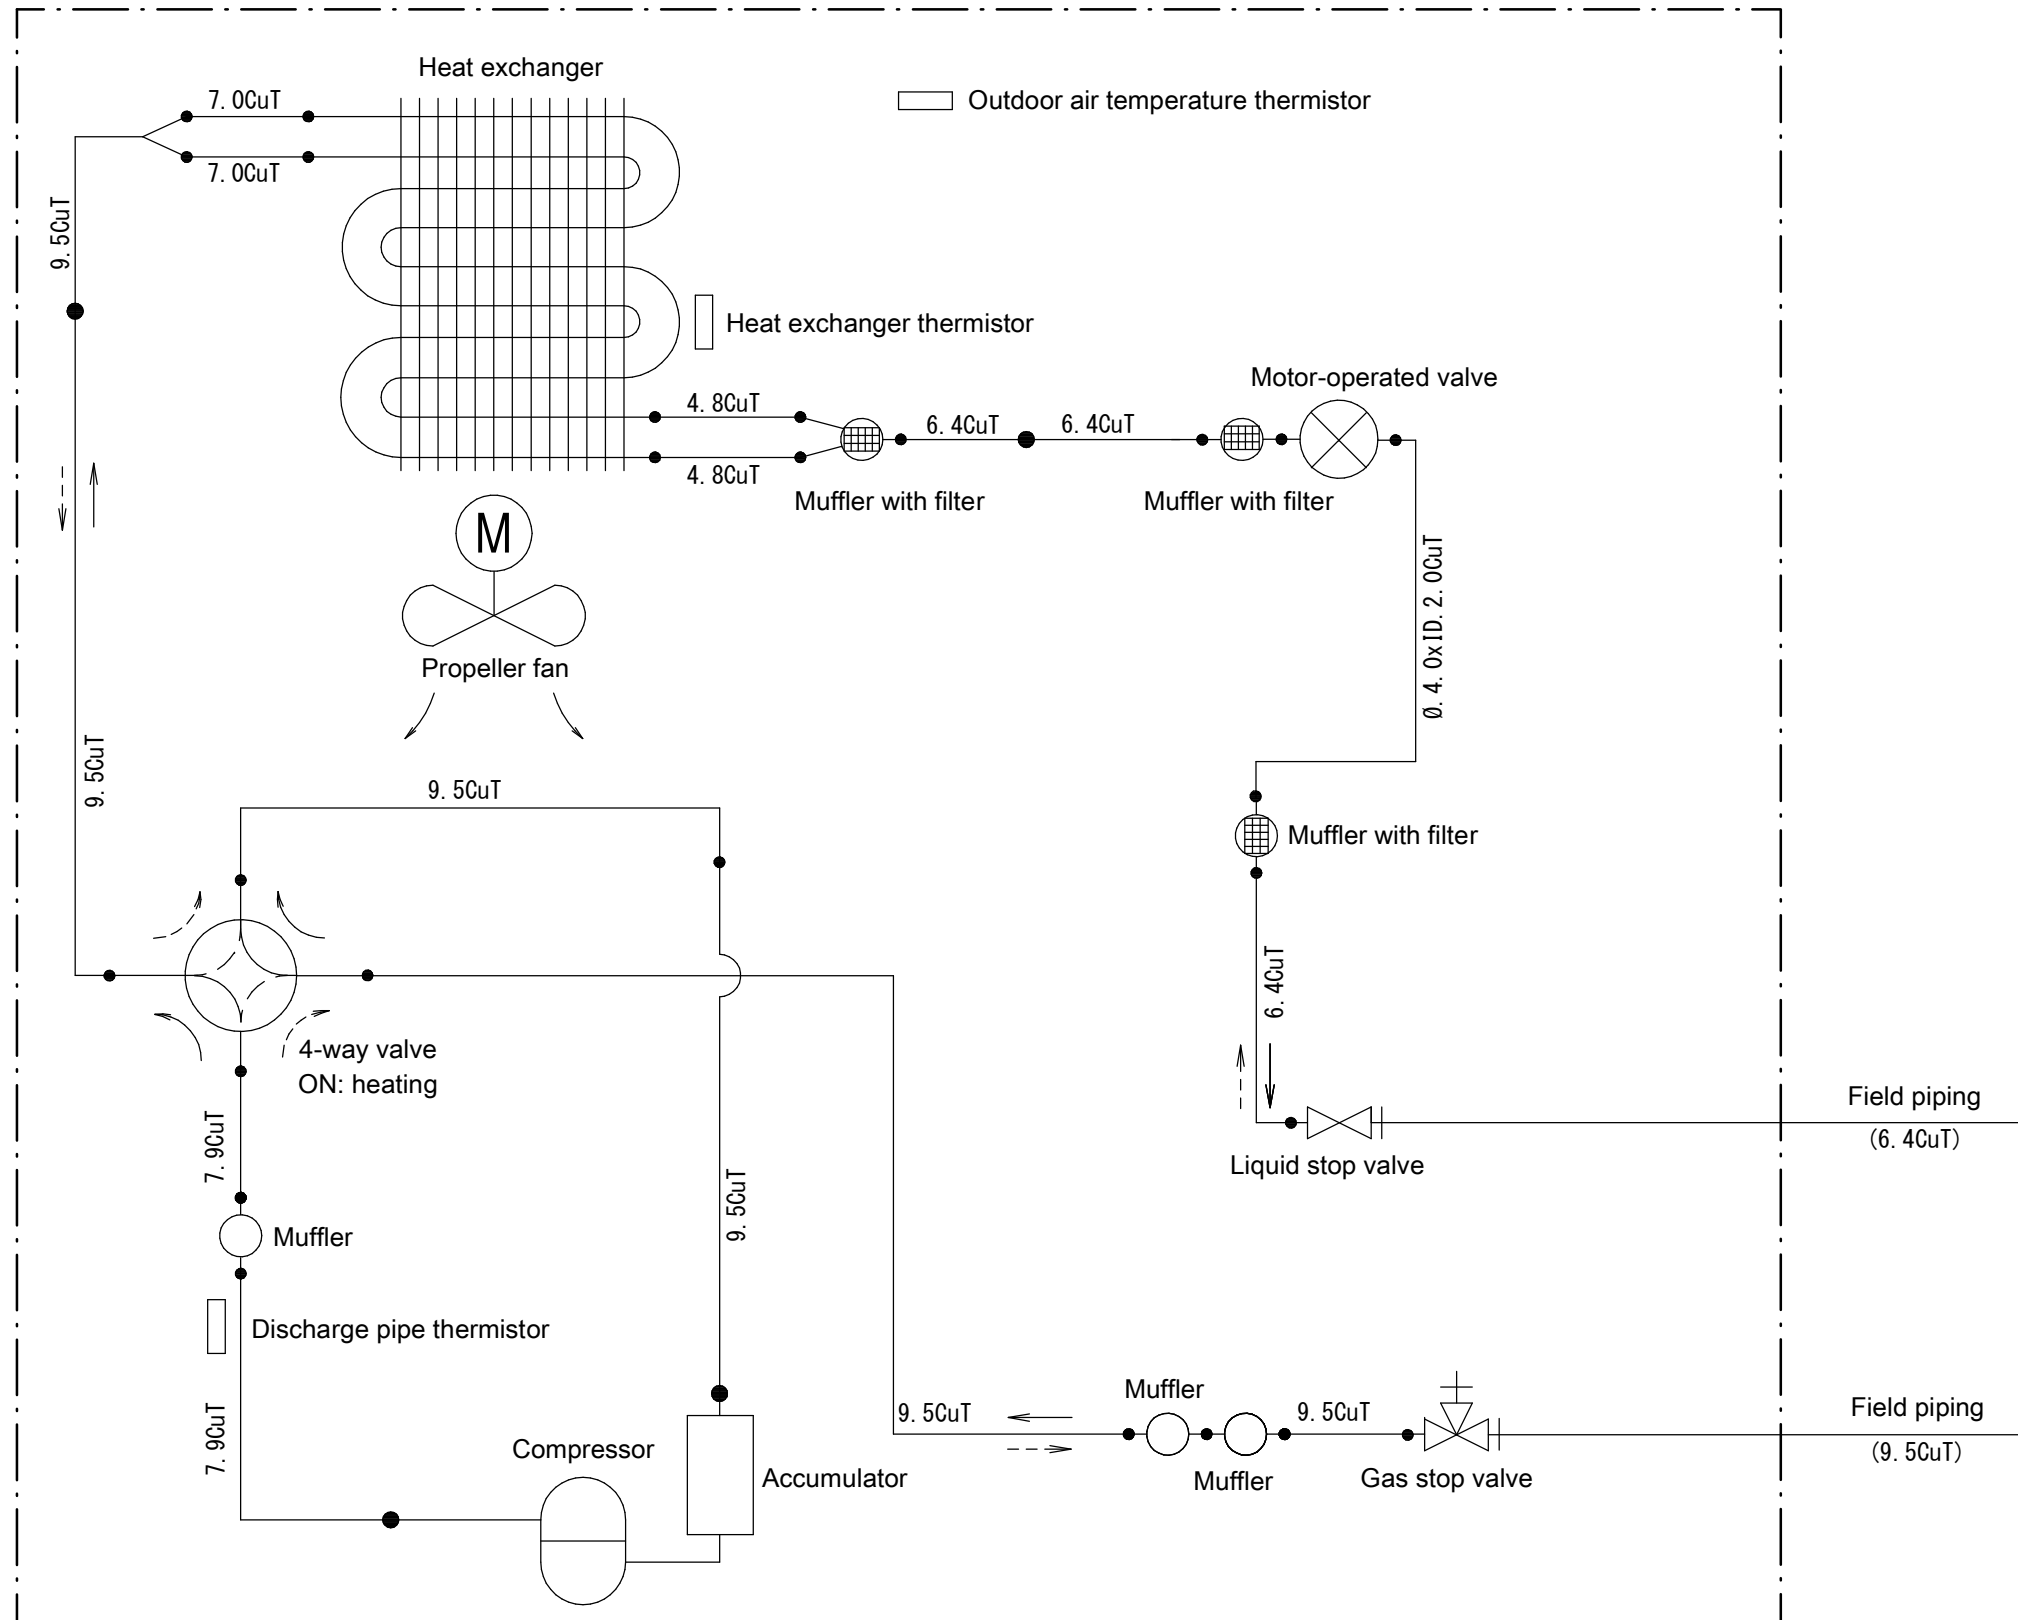 Heat exchanger
7.0CuT
Outdoor air temperature thermistor
7.0CuT
9.5CuT
Heat exchanger thermistor
Motor-operated valve
4.8CuT
6.4CuT
6.4CuT
4.8CuT
Muffler with filter
Muffler with filter
M
Ø.4.0xID.2.0CuT
Propeller fan
9.5CuT
9.5CuT
Muffler with filter
6.4CuT
4-way valve
ON: heating
Field piping
(6.4CuT)
7.9CuT
Liquid stop valve
9.5CuT
Muffler
Discharge pipe thermistor
Muffler
9.5CuT
9.5CuT
Field piping
(9.5CuT)
7.9CuT
Compressor
Accumulator
Muffler
Gas stop valve